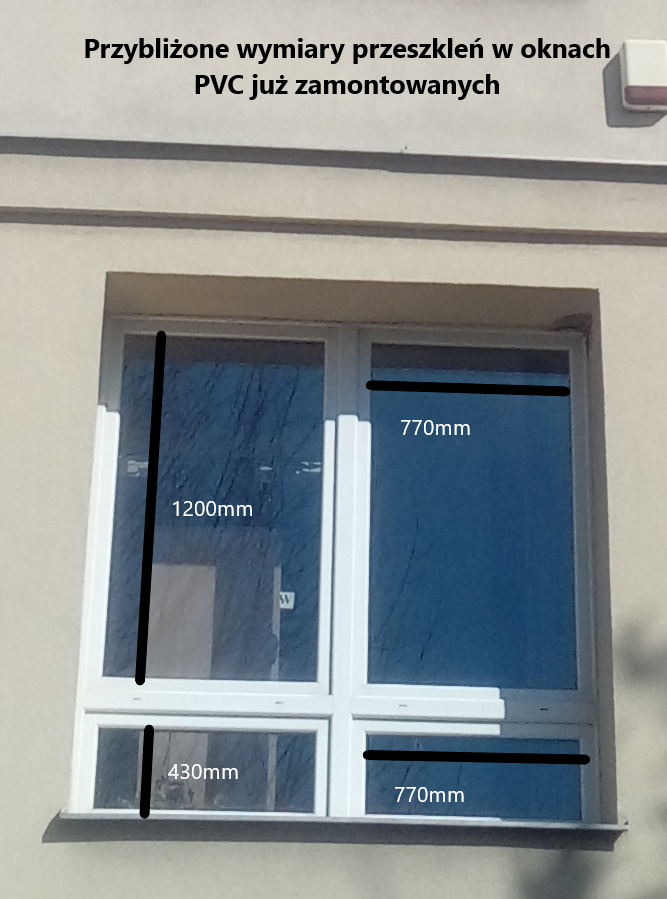 Przybliżone wymiary przeszkleń w oknach
PVC już zamontowanych
770mm
1200mm
W
430mm
770mm